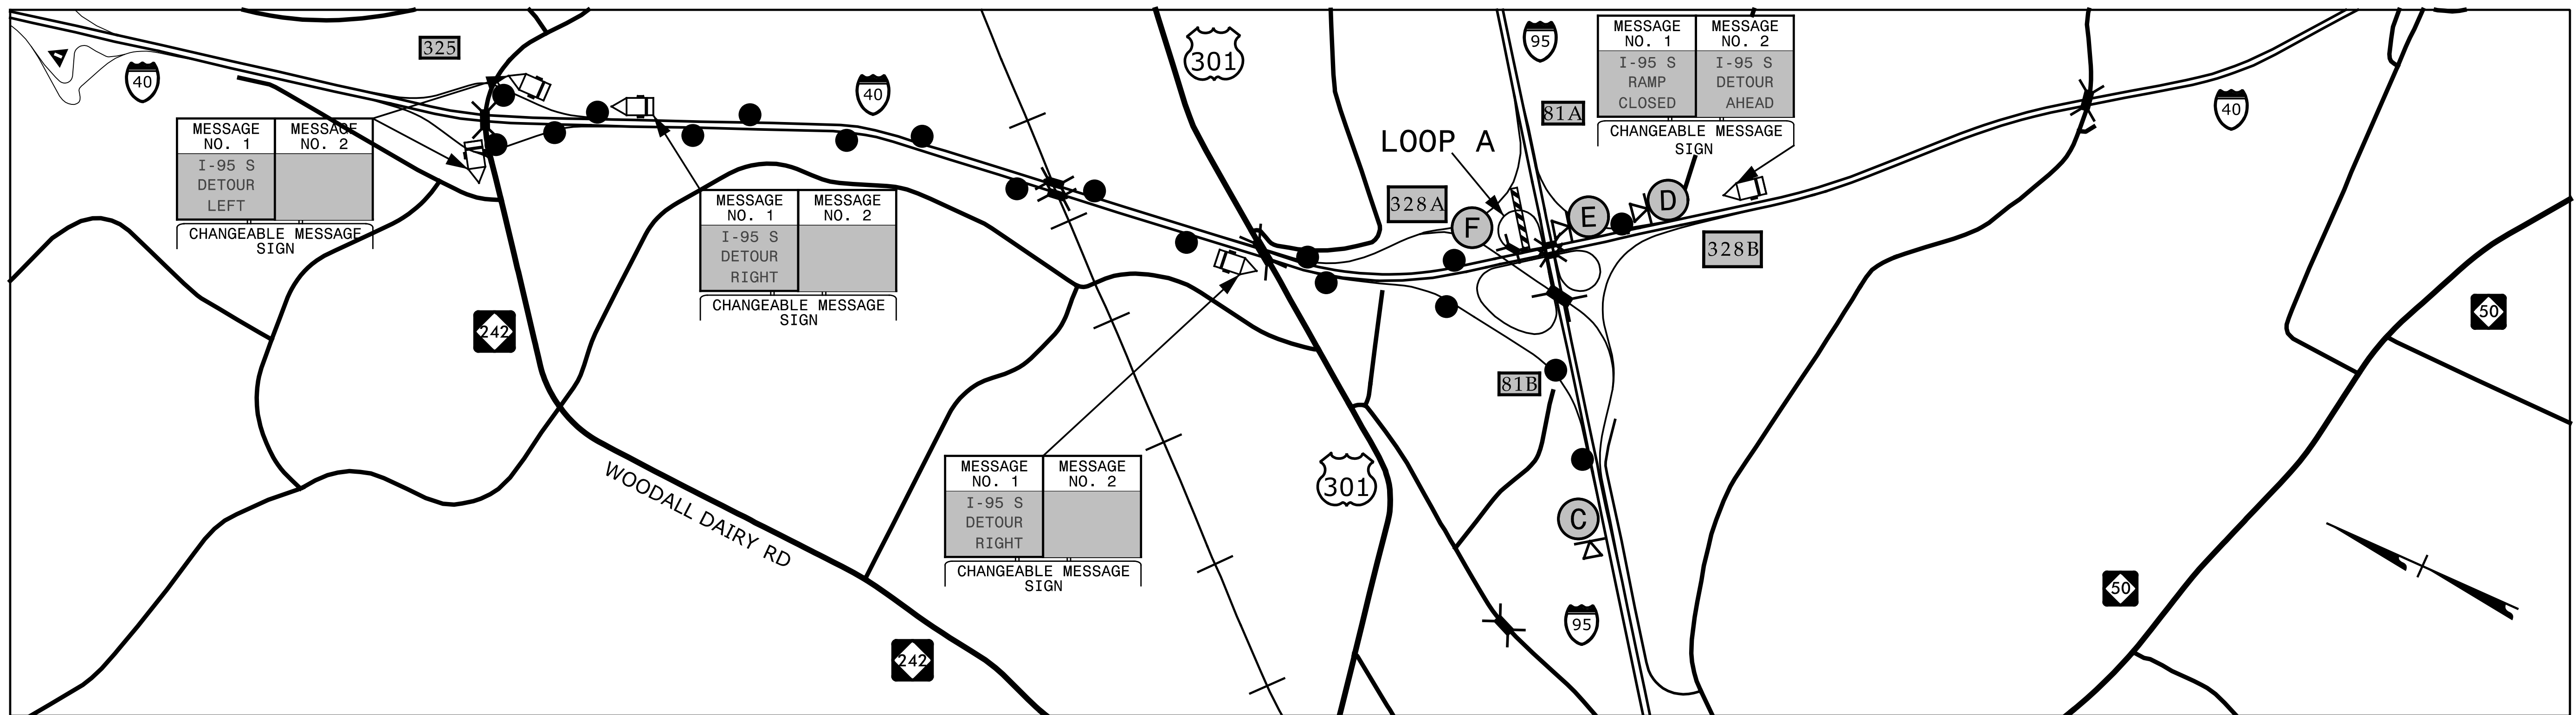 325
40
MESSAGE NO. 1
MESSAGE NO. 2
I-95 S
DETOUR
LEFT
CHANGEABLE MESSAGE
SIGN
242
40
MESSAGE NO. 1
MESSAGE NO. 2
I-95 S
DETOUR
RIGHT
CHANGEABLE MESSAGE
SIGN
WOODALL DAIRY RD
242
MESSAGE NO. 1
MESSAGE NO. 2
I-95 S
DETOUR
RIGHT
CHANGEABLE MESSAGE
SIGN
301
301
95
81A
LOOP A
328A
F
E
D
328B
MESSAGE NO. 1
MESSAGE NO. 2
I-95 S
RAMP
CLOSED
I-95 S
DETOUR
AHEAD
CHANGEABLE MESSAGE
SIGN
81B
C
95
40
50
50